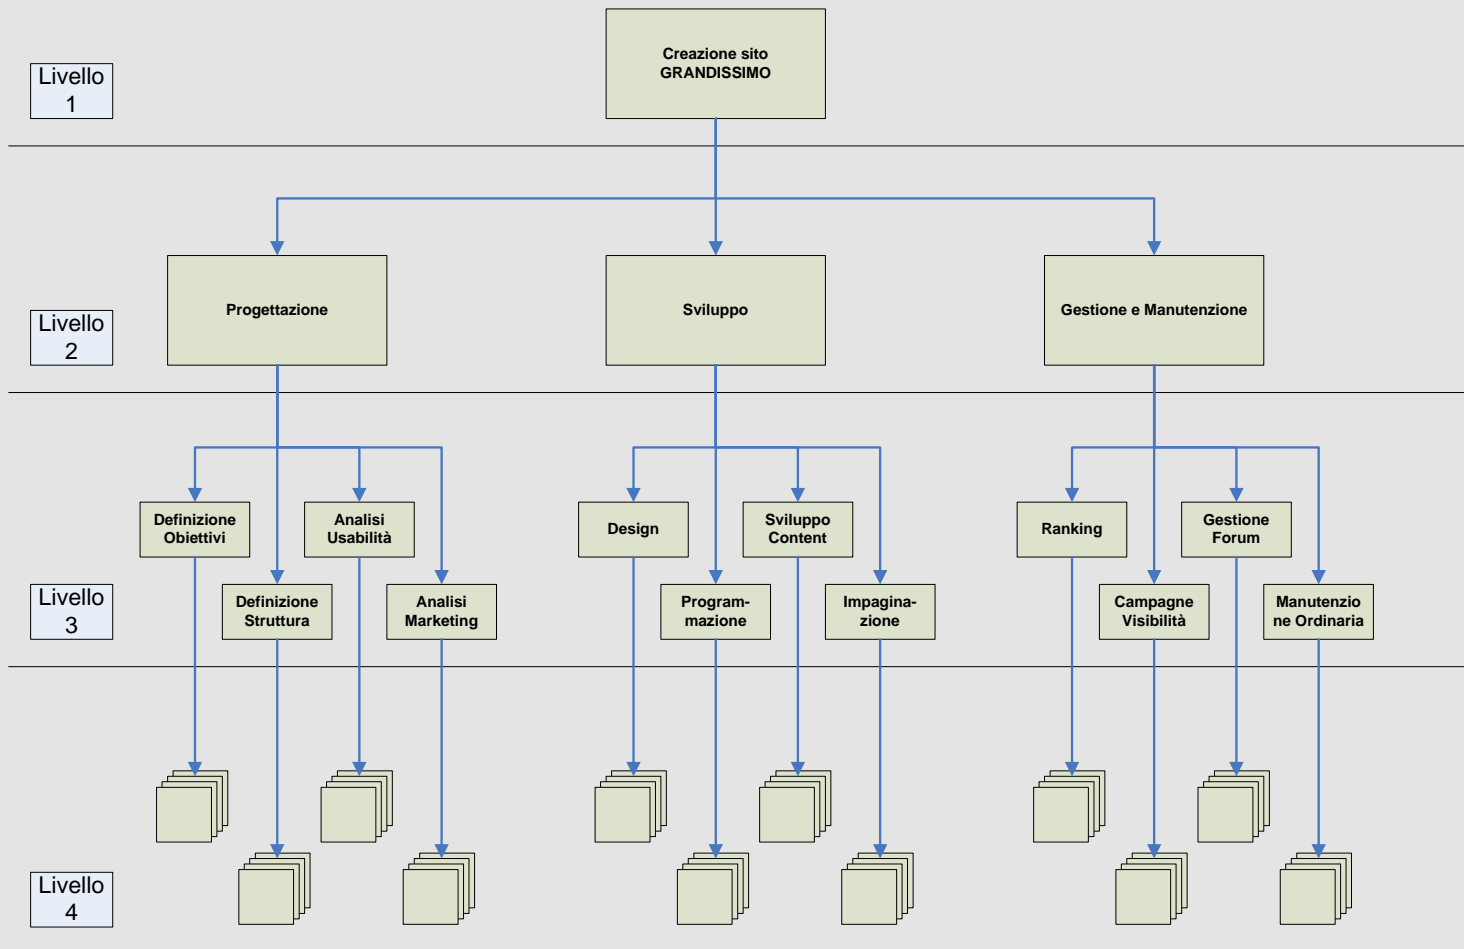 Creazione sito
GRANDISSIMO
Livello
1
Progettazione
Sviluppo
Gestione e Manutenzione
Livello
2
Definizione
Obiettivi
Analisi
Usabilità
Design
Sviluppo
Content
Ranking
Gestione
Forum
Livello
3
Definizione
Struttura
Analisi
Marketing
Program-
mazione
Impagina-
zione
Campagne
Visibilità
Manutenzio
ne Ordinaria
Livello
4